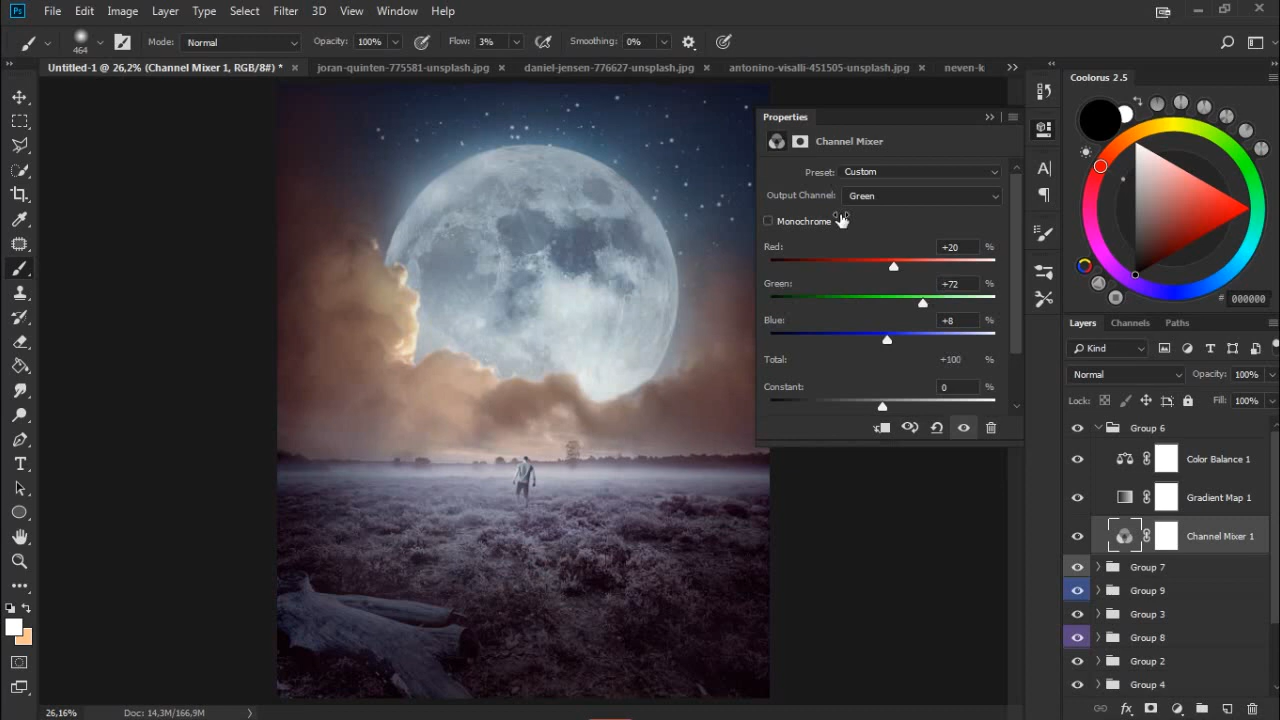 Ps File Edit Image Layer Type Select Filter 3D View Window Help
464 Mode: Normal Opacity: 100% Flow: 3% Smoothing: 0%
Untitled-1 @ 26,2% (Channel Mixer 1, RGB/8#) * joran-quinten-775581-unsplash.jpg daniel-jensen-776627-unsplash.jpg antonino-visalli-451505-unsplash.jpg
Properties
Channel Mixer
Preset: Custom
Output Channel: Green
Monochrome
Red: +20 %
Green: +72 %
Blue: +8 %
Total: +100 %
Constant: 0 %
Coolorus 2.5
# 000000
Layers Channels Paths
Kind
Normal Opacity: 100%
Lock: Fill: 100%
Group 6
Color Balance 1
Gradient Map 1
Channel Mixer 1
Group 7
Group 9
Group 3
Group 8
Group 2
Group 4
26,16% Doc: 14,3M/166,9M